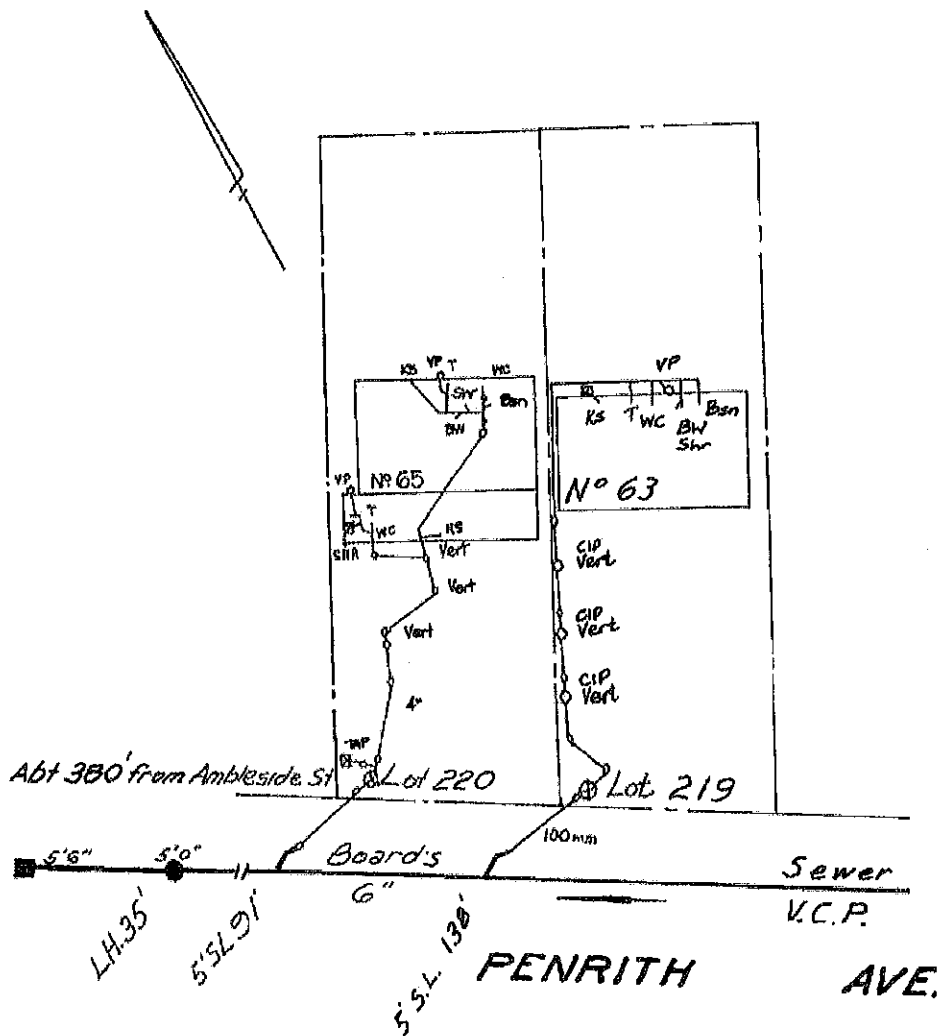 VP
KS VP T WC
Shr
BW
Bsn
KS T WC BW Shr Bsn
Nº 65
Nº 63
VP
T
WC
SHR
KS
Vert
Vert
Vert
CIP
Vert
CIP
Vert
CIP
Vert
4"
Abt 380' from Ambleside St
Lot 220
Lot 219
100mm
5'6"
5'0"
Board's
Sewer
6"
V.C.P.
L.H. 35'
5' S.L. 91'
5' S.L. 138'
PENRITH AVE.